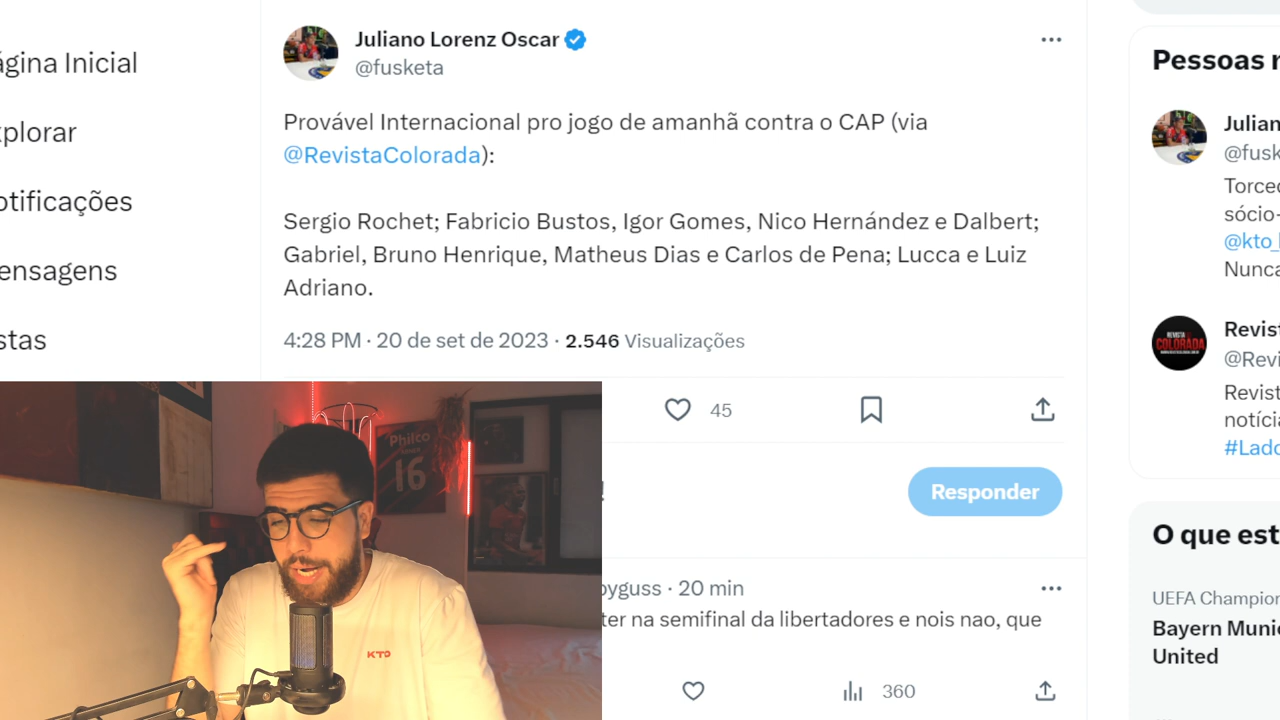 ágina Inicial
xplorar
otificações
ensagens
stas
Juliano Lorenz Oscar
@fusketa
Provável Internacional pro jogo de amanhã contra o CAP (via
@RevistaColorada):
Sergio Rochet; Fabricio Bustos, Igor Gomes, Nico Hernández e Dalbert;
Gabriel, Bruno Henrique, Matheus Dias e Carlos de Pena; Lucca e Luiz
Adriano.
4:28 PM · 20 de set de 2023 · 2.546 Visualizações
45
Responder
oyguss · 20 min
ter na semifinal da libertadores e nois nao, que
360
Philco
16
KTO
Pessoas r
Julian
@fusk
Torced
sócio-
@kto_
Nunca
REVISTA
COLORADA
Revist
@Revi
Revist
notícia
#Lado
O que est
UEFA Champion
Bayern Munic
United